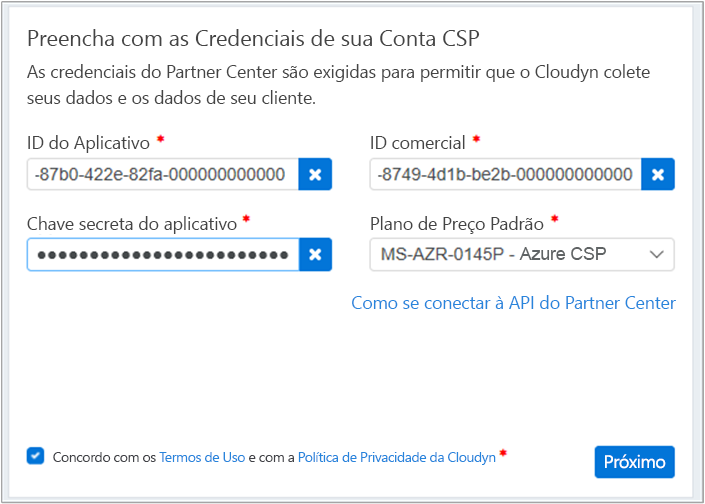 Preencha com as Credenciais de sua Conta CSP
As credenciais do Partner Center são exigidas para permitir que o Cloudyn colete
seus dados e os dados de seu cliente.
ID do Aplicativo *
ID comercial *
-87b0-422e-82fa-000000000000
-8749-4d1b-be2b-000000000000
Chave secreta do aplicativo *
Plano de Preço Padrão *
●●●●●●●●●●●●●●●●●●●●●●●●
MS-AZR-0145P - Azure CSP
Como se conectar à API do Partner Center
Concordo com os Termos de Uso e com a Política de Privacidade da Cloudyn *
Próximo